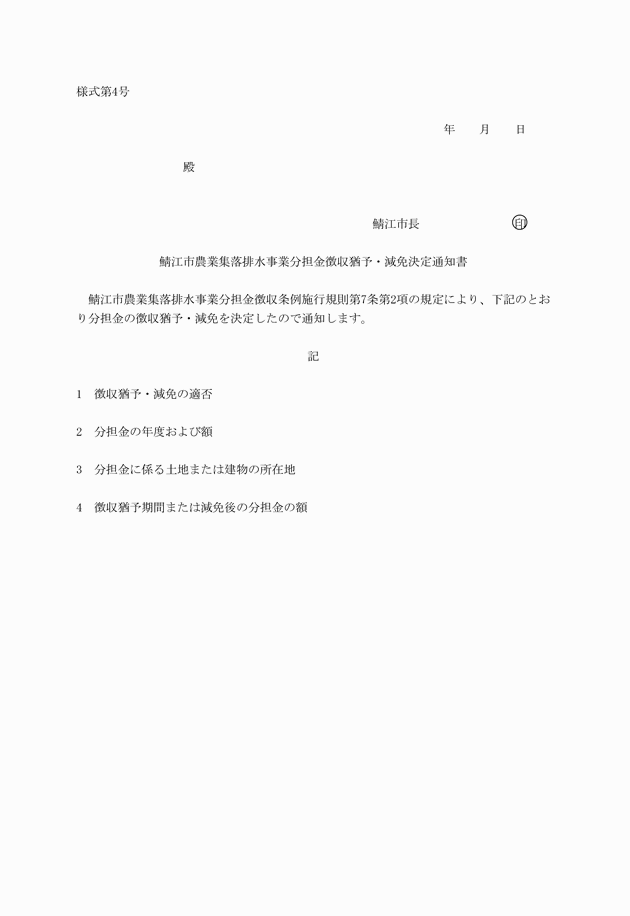 様式第4号
年　　月　　日
殿
鯖江市長　　　　　　　　㊞
鯖江市農業集落排水事業分担金徴収猶予・減免決定通知書
鯖江市農業集落排水事業分担金徴収条例施行規則第7条第2項の規定により、下記のとお
り分担金の徴収猶予・減免を決定したので通知します。
記
1　徴収猶予・減免の適否
2　分担金の年度および額
3　分担金に係る土地または建物の所在地
4　徴収猶予期間または減免後の分担金の額